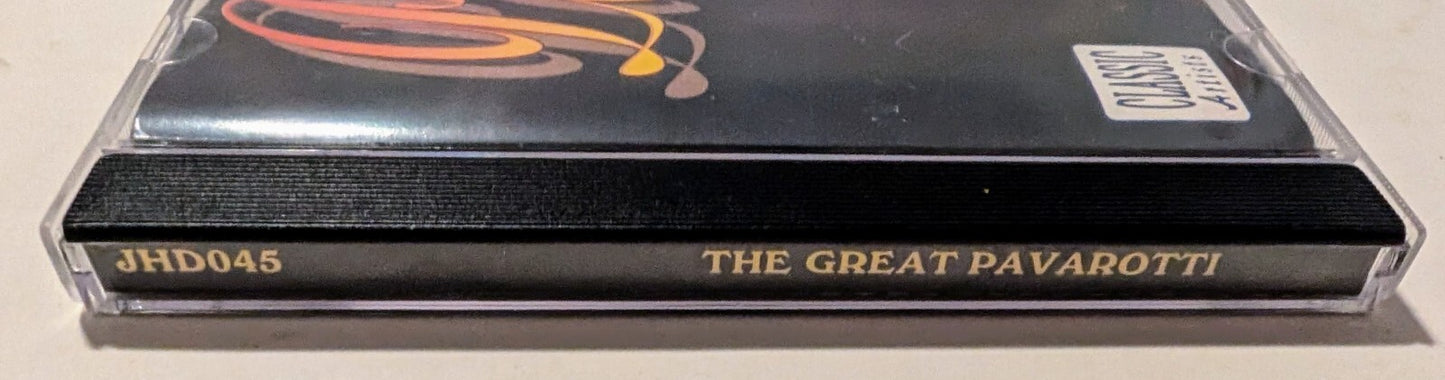 CLASSIC
Artists
JHD045 THE GREAT PAVAROTTI